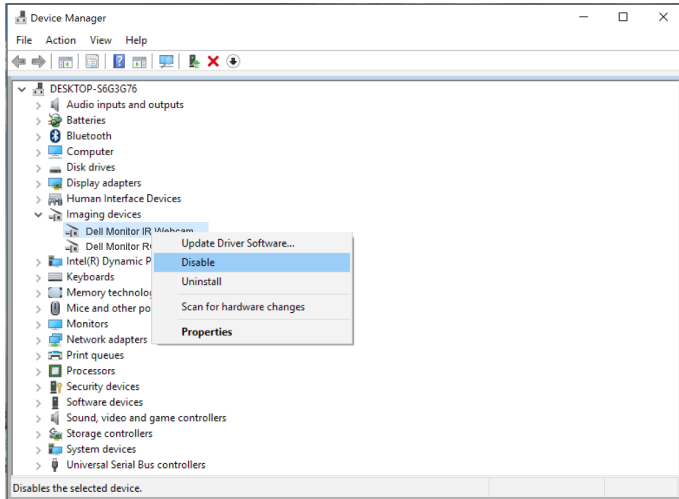 Device Manager
File Action View Help
DESKTOP-S6G3G76
Audio inputs and outputs
Batteries
Bluetooth
Computer
Disk drives
Display adapters
Human Interface Devices
Imaging devices
Dell Monitor IR Webcam
Dell Monitor
Intel(R) Dynamic
Keyboards
Memory
Mice and other
Monitors
Network adapters
Print queues
Processors
Security devices
Software devices
Sound, video and game controllers
Storage controllers
System devices
Universal Serial Bus controllers
Update Driver Software...
Disable
Uninstall
Scan for hardware changes
Properties
Disables the selected device.